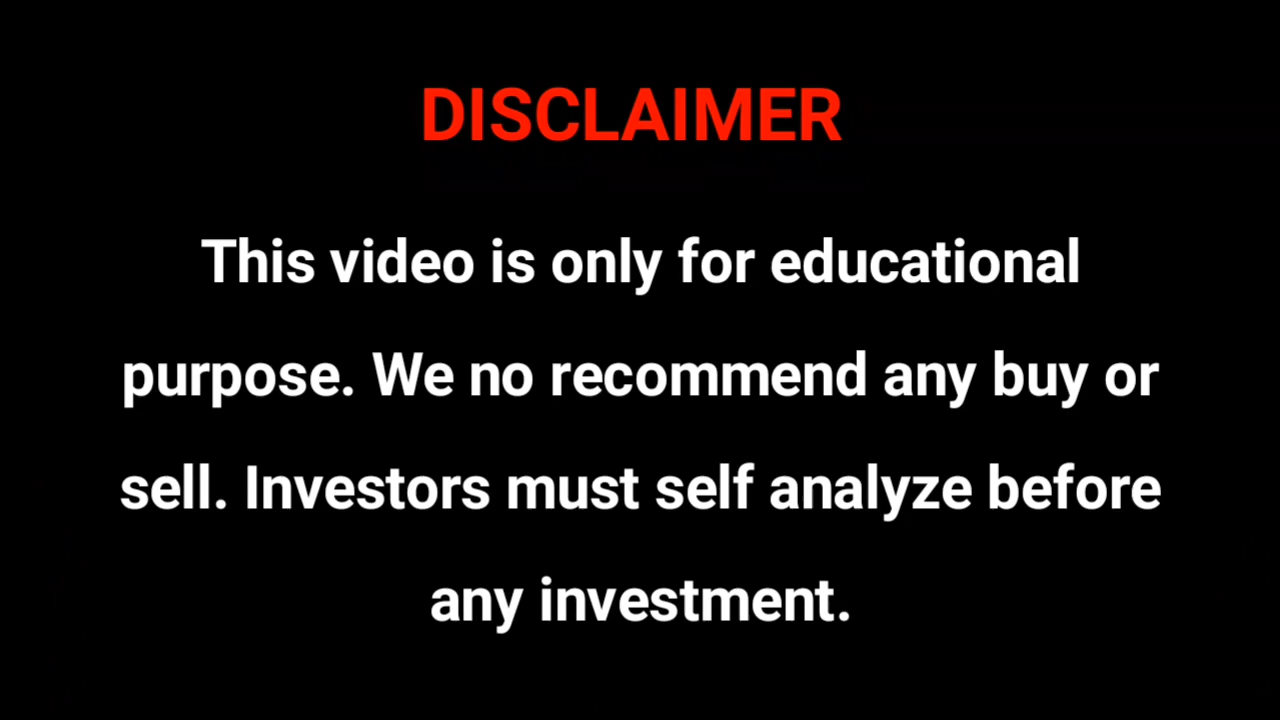 DISCLAIMER
This video is only for educational
purpose. We no recommend any buy or
sell. Investors must self analyze before
any investment.